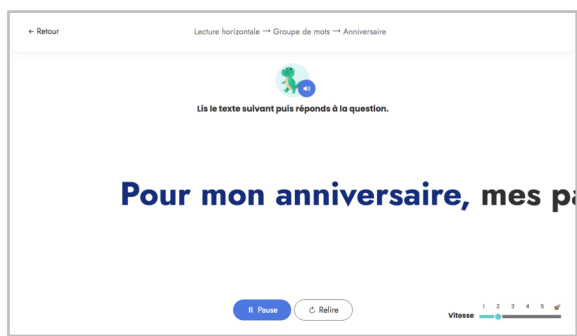 ← Retour
Lecture horizontale → Groupe de mots → Anniversaire
Lis le texte suivant puis réponds à la question.
Pour mon anniversaire, mes pa
Pause
Relire
Vitesse
1 2 3 4 5